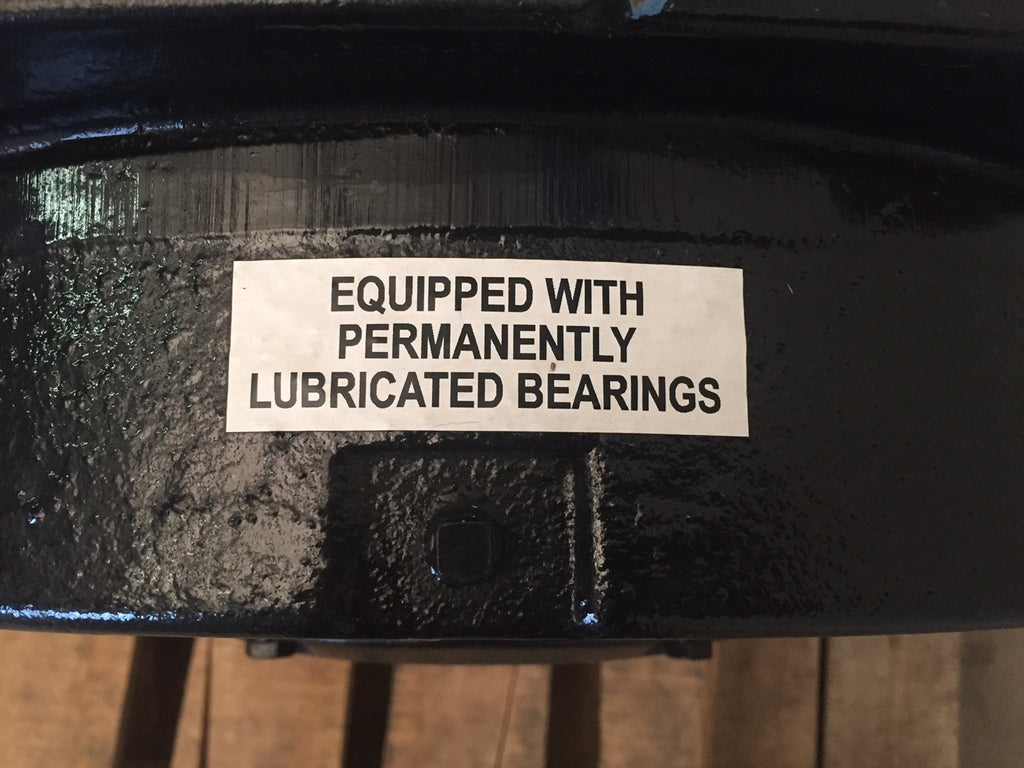 EQUIPPED WITH
PERMANENTLY
LUBRICATED BEARINGS